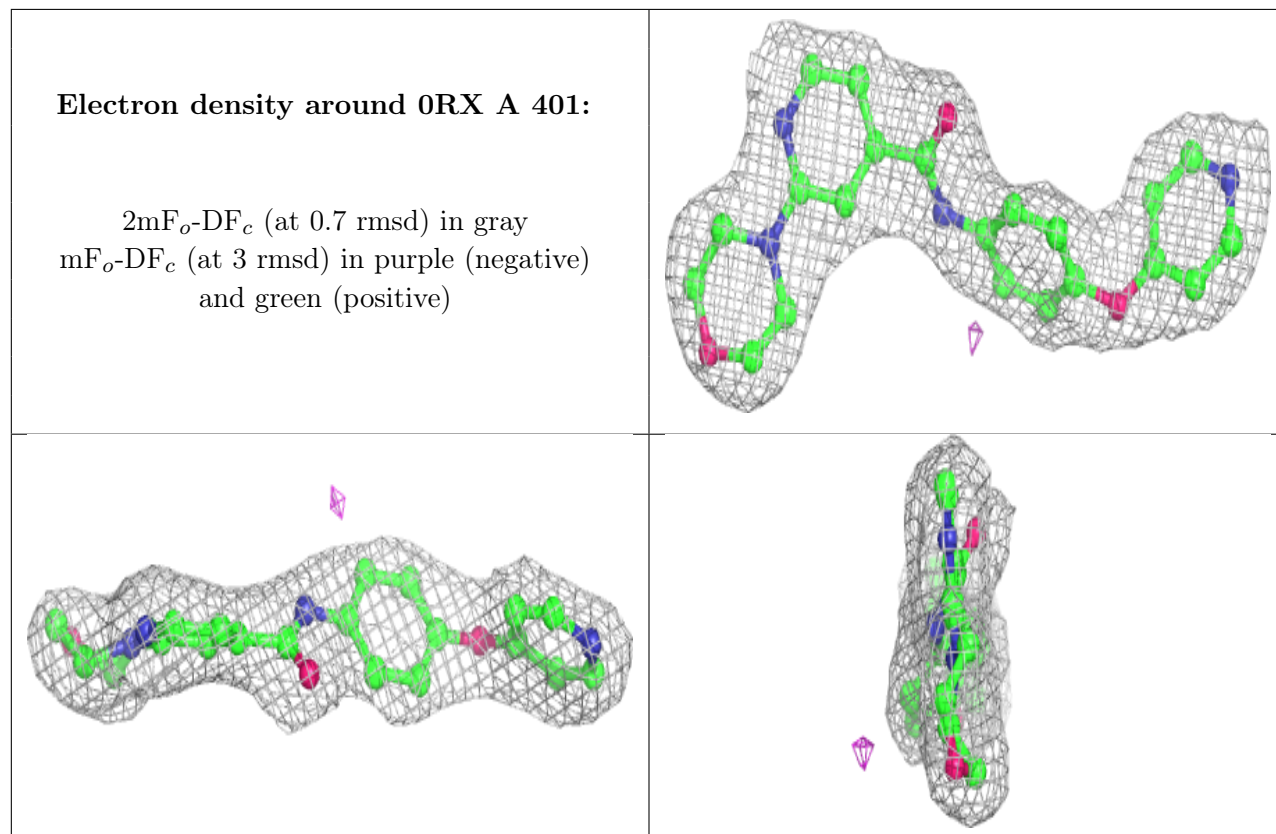 Electron density around 0RX A 401:
2mFo-DFc (at 0.7 rmsd) in gray
mFo-DFc (at 3 rmsd) in purple (negative)
and green (positive)